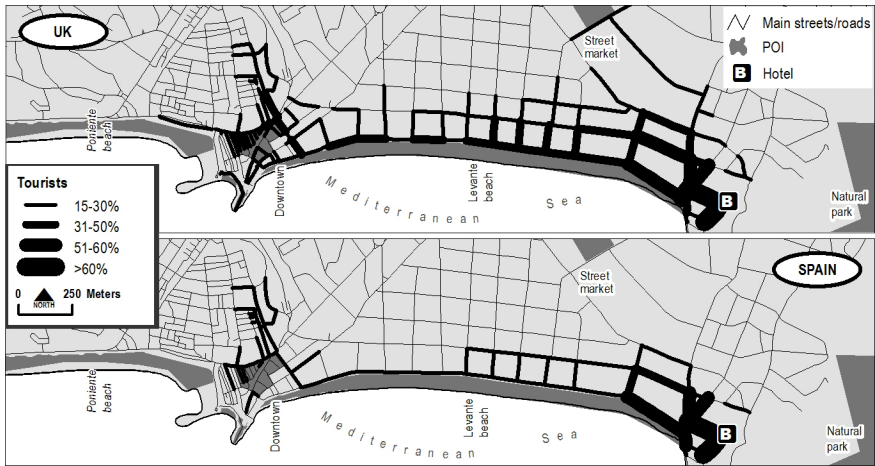 UK
Street
market
Main streets/roads
POI
B Hotel
Poniente
beach
Downtown
Mediterranean Sea
Levante
beach
B
Natural
park
Tourists
15-30%
31-50%
51-60%
>60%
0 250 Meters
NORTH
SPAIN
Street
market
Poniente
beach
Downtown
Mediterranean Sea
Levante
beach
B
Natural
park